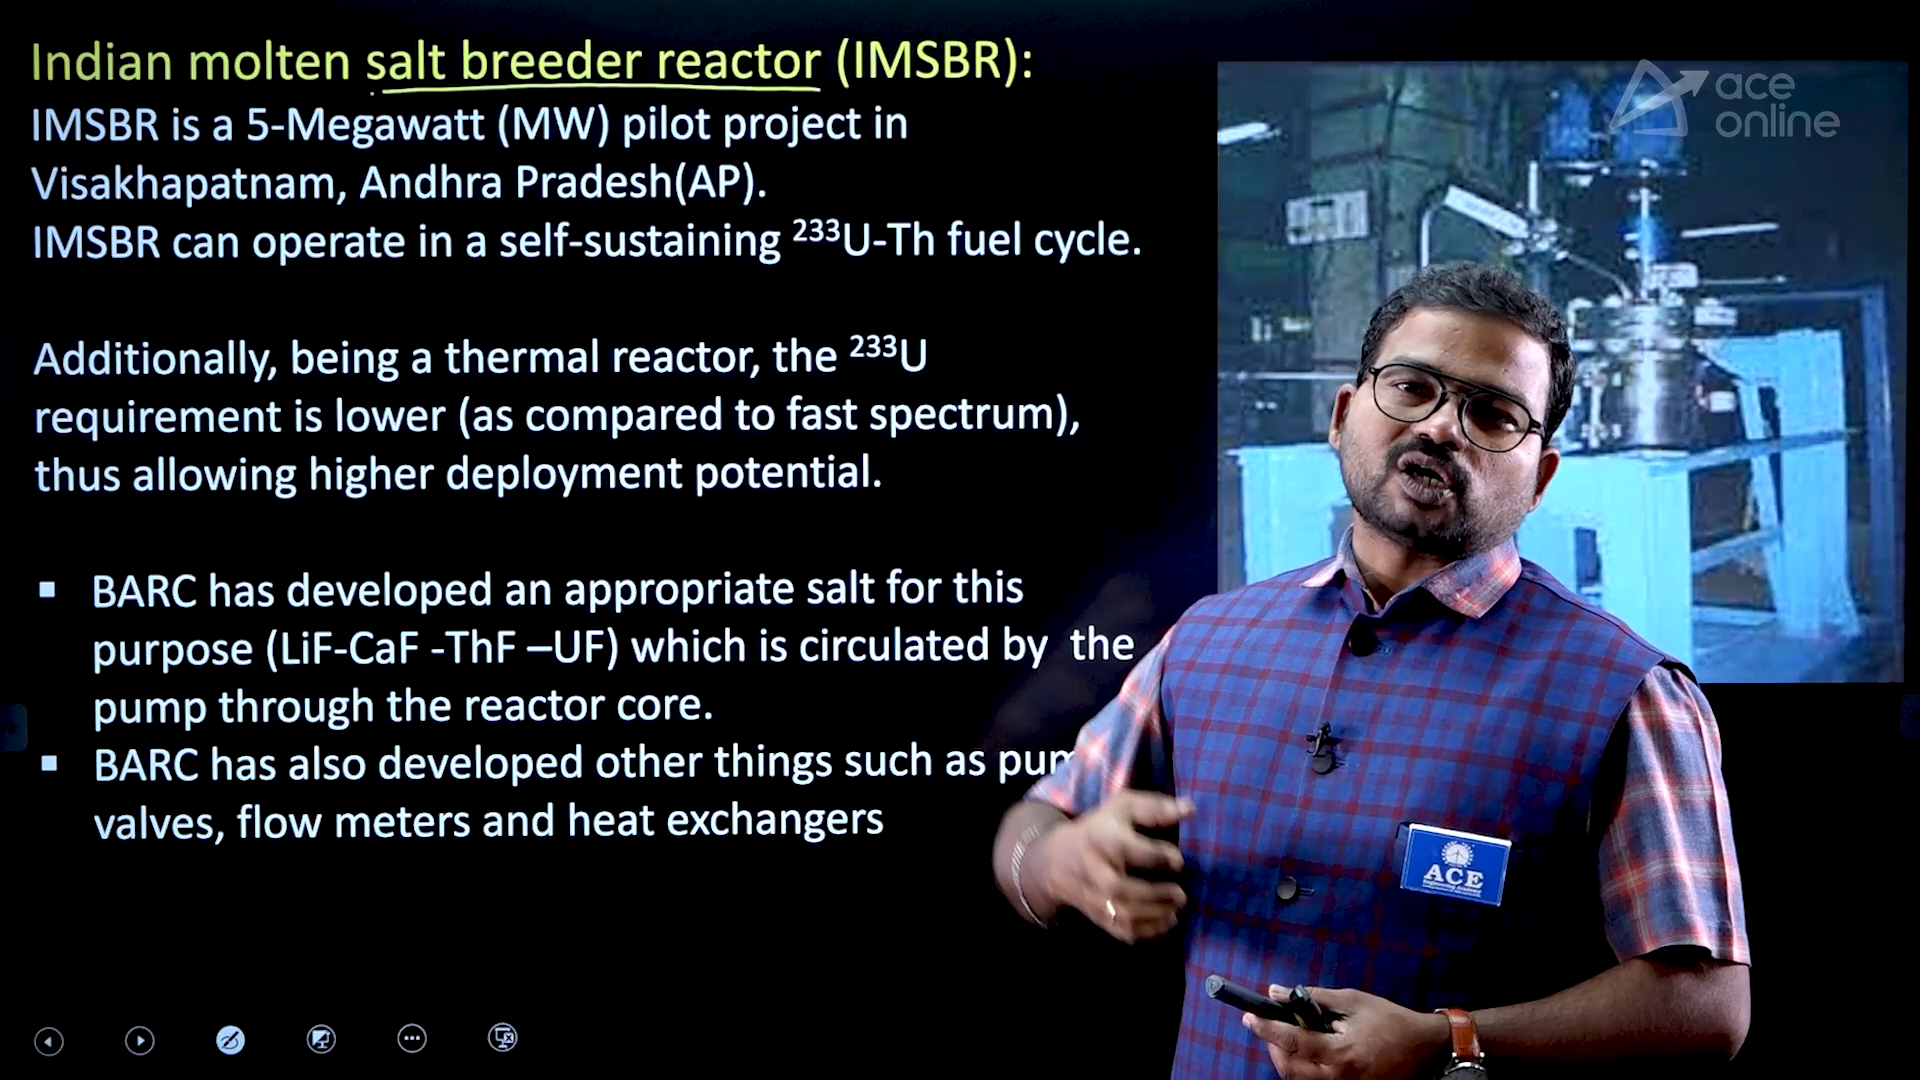 Indian molten salt breeder reactor (IMSBR):
IMSBR is a 5-Megawatt (MW) pilot project in
Visakhapatnam, Andhra Pradesh(AP).
IMSBR can operate in a self-sustaining ²³³U-Th fuel cycle.
Additionally, being a thermal reactor, the ²³³U
requirement is lower (as compared to fast spectrum),
thus allowing higher deployment potential.
▪ BARC has developed an appropriate salt for this
purpose (LiF-CaF -ThF –UF) which is circulated by the
pump through the reactor core.
▪ BARC has also developed other things such as
valves, flow meters and heat exchangers
ace
online
ACE
Engineering Academy